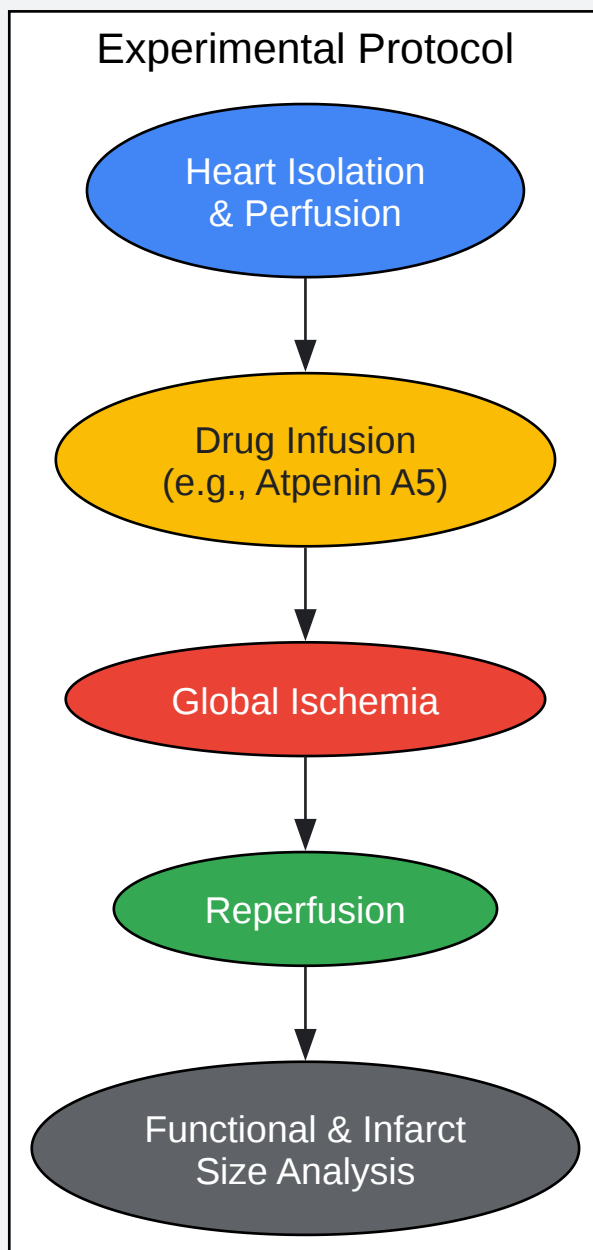 Experimental Protocol
Heart Isolation
& Perfusion
Drug Infusion
(e.g., Atpenin A5)
Global Ischemia
Reperfusion
Functional & Infarct
Size Analysis